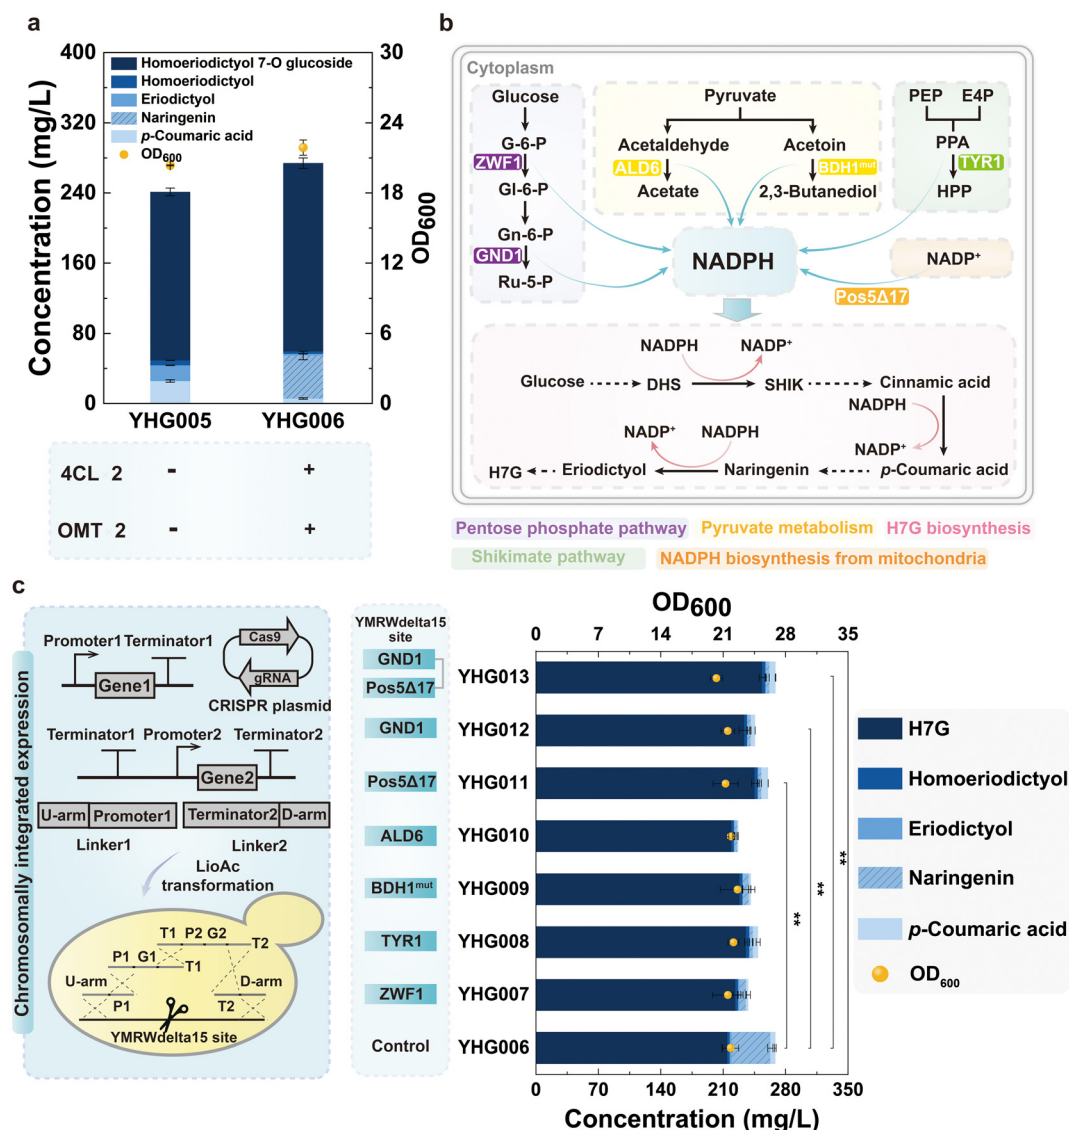 a
Concentration (mg/L)
400
320
240
160
80
0
Homoeriodictyol 7-O glucoside
Homoeriodictyol
Eriodictyol
Naringenin
p-Coumaric acid
OD600
30
24
18
12
6
0
OD600
YHG005
YHG006
4CL 2 - +
OMT 2 - +
b
Cytoplasm
Glucose
G-6-P
ZWF1
Gl-6-P
Gn-6-P
GND1
Ru-5-P
Pyruvate
Acetaldehyde
Acetoin
ALD6
BDH1mut
Acetate
2,3-Butanediol
PEP
E4P
PPA
TYR1
HPP
NADPH
NADP+
Pos5Δ17
NADPH
NADP+
Glucose
DHS
SHIK
Cinnamic acid
NADPH
NADP+
NADP+
NADPH
H7G
Eriodictyol
Naringenin
p-Coumaric acid
Pentose phosphate pathway
Pyruvate metabolism
H7G biosynthesis
Shikimate pathway
NADPH biosynthesis from mitochondria
c
Chromosomally integrated expression
Promoter1
Terminator1
Gene1
Cas9
gRNA
CRISPR plasmid
Terminator1
Promoter2
Terminator2
Gene2
U-arm
Promoter1
Terminator2
D-arm
Linker1
Linker2
LioAc
transformation
T1
P2
G2
T2
P1
G1
T1
U-arm
D-arm
P1
T2
YMRWdelta15 site
YMRWdelta15
site
GND1
Pos5Δ17
GND1
Pos5Δ17
ALD6
BDH1mut
TYR1
ZWF1
Control
OD600
0
7
14
21
28
35
YHG013
YHG012
YHG011
YHG010
YHG009
YHG008
YHG007
YHG006
**
**
**
0
70
140
210
280
350
Concentration (mg/L)
H7G
Homoeriodictyol
Eriodictyol
Naringenin
p-Coumaric acid
OD600